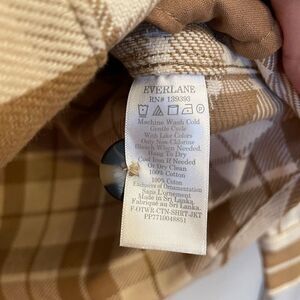 EVERLANE
RN# 139393
Machine Wash Cold
Gentle Cycle
With Like Colors
Only Non-Chlorine
Bleach When Needed.
Hang To Dry
Cool Iron If Needed
Or Dry Clean
100% Cotton
100% Coton
Exclusive of Ornamentation
Sans L'ornement
Made in Sri Lanka.
Fabriqué au Sri Lanka.
F-OTWR-CTN-SHRT-JKT